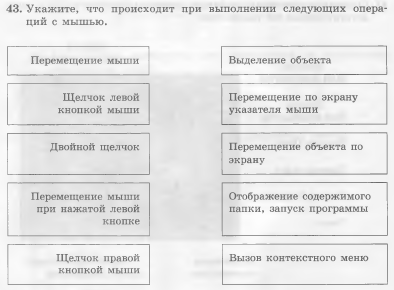 43. Укажите, что происходит при выполнении следующих опера-
ций с мышью.
Перемещение мыши
Выделение объекта
Щелчок левой
кнопкой мыши
Перемещение по экрану
указателя мыши
Двойной щелчок
Перемещение объекта по
экрану
Перемещение мыши
при нажатой левой
кнопке
Отображение содержимого
папки, запуск программы
Щелчок правой
кнопкой мыши
Вызов контекстного меню